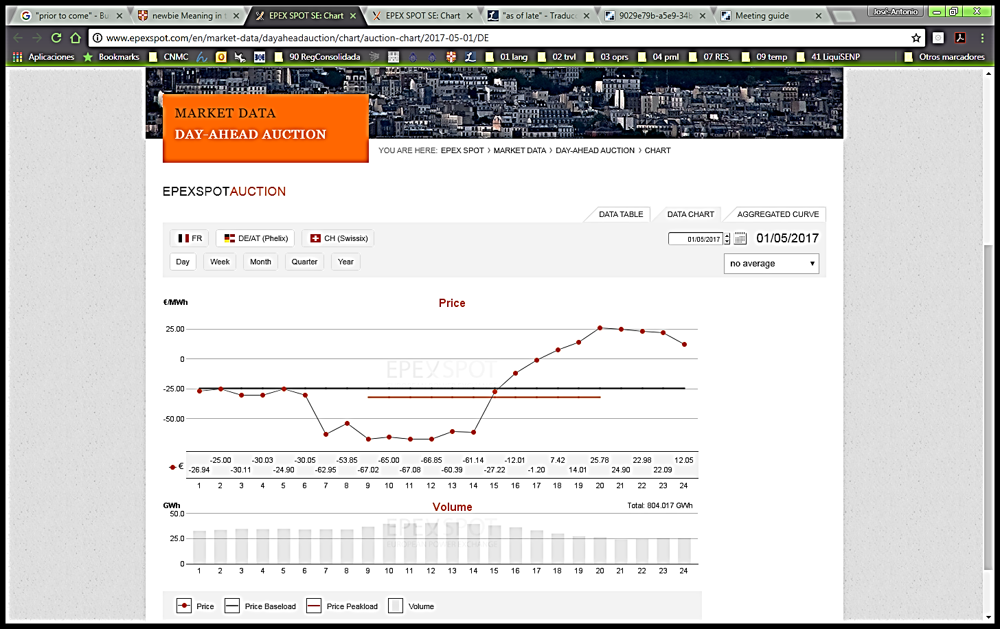 "prior to come" - Bu
newbie Meaning in t
EPEX SPOT SE: Chart
EPEX SPOT SE: Chart
"as of late" - Traduc
9029e79b-a5e9-34b
Meeting guide
José-Antonio
www.epexspot.com/en/market-data/dayaheadauction/chart/auction-chart/2017-05-01/DE
Aplicaciones Bookmarks CNMC 90 RegConsolidada 01 lang 02 trvl 03 oprs 04 pml 07 RES_ 09 temp 41 LiquiSENP Otros marcadores
MARKET DATA
DAY-AHEAD AUCTION
YOU ARE HERE: EPEX SPOT › MARKET DATA › DAY-AHEAD AUCTION › CHART
EPEXSPOTAUCTION
DATA TABLE DATA CHART AGGREGATED CURVE
FR DE/AT (Phelix) CH (Swissix) 01/05/2017 01/05/2017
Day Week Month Quarter Year no average
€/MWh Price
25.00
0
EPEXSPOT
-25.00
-50.00
-25.00 -30.03 -30.05 -53.85 -65.00 -66.85 -61.14 -12.01 7.42 25.78 22.98 12.05
€
-26.94 -30.11 -24.90 -62.95 -67.02 -67.08 -60.39 -27.22 -1.20 14.01 24.90 22.09
1 2 3 4 5 6 7 8 9 10 11 12 13 14 15 16 17 18 19 20 21 22 23 24
GWh Volume Total: 804.017 GWh
50.0
EPEXSPOT
25.0
EUROPEAN POWER EXCHANGE
0
1 2 3 4 5 6 7 8 9 10 11 12 13 14 15 16 17 18 19 20 21 22 23 24
Price Price Baseload Price Peakload Volume